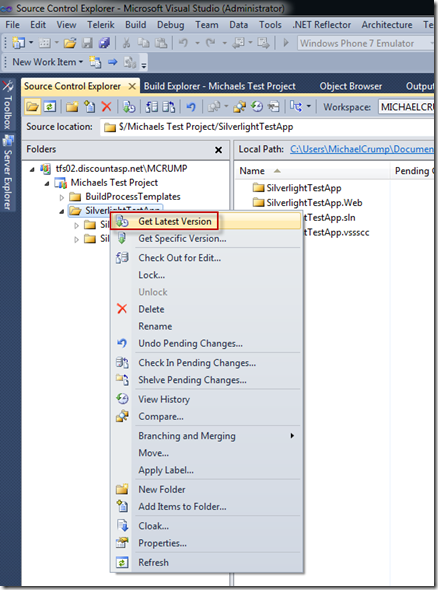 Source Control Explorer - Microsoft Visual Studio (Administrator)
File Edit View Telerik Build Debug Team Data Tools .NET Reflector Architecture
Windows Phone 7 Emulator
New Work Item
Toolbox
Server Explorer
Source Control Explorer Build Explorer - Michaels Test Project Object Browser Output
Workspace: MICHAELCR
Source location: $/Michaels Test Project/SilverlightTestApp
Folders
Local Path: C:\Users\MichaelCrump\Docume
Name Pending C
tfs02.discountasp.net\MCRUMP
Michaels Test Project
BuildProcessTemplates
SilverlightTestApp
Sil
Sil
SilverlightTestApp
SilverlightTestApp.Web
tTestApp.sln
tTestApp.vssscc
Get Latest Version
Get Specific Version...
Check Out for Edit...
Lock...
Unlock
Delete
Rename
Undo Pending Changes...
Check In Pending Changes...
Shelve Pending Changes...
View History
Compare...
Branching and Merging
Move...
Apply Label...
New Folder
Add Items to Folder...
Cloak...
Properties...
Refresh